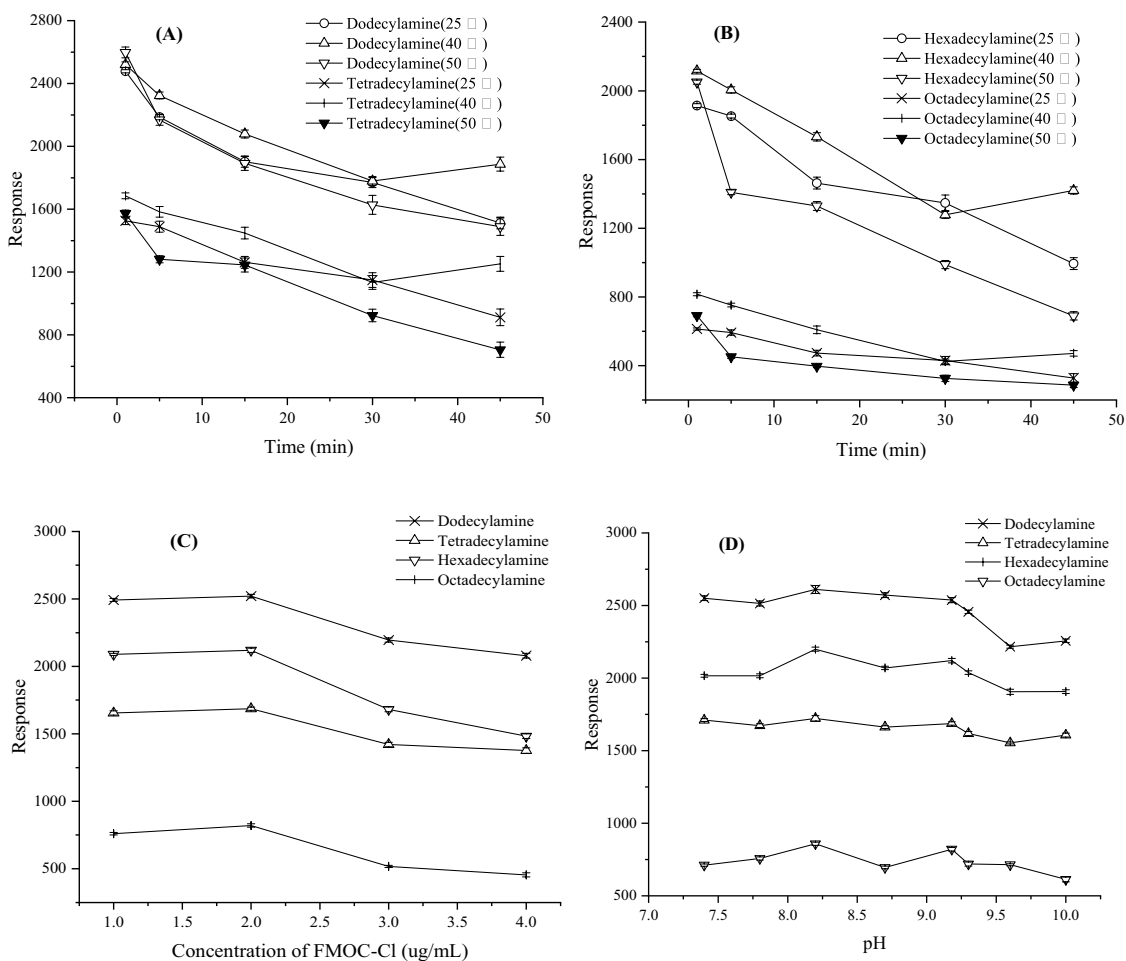 (A)
Dodecylamine(25 □ )
Dodecylamine(40 □ )
Dodecylamine(50 □ )
Tetradecylamine(25 □ )
Tetradecylamine(40 □ )
Tetradecylamine(50 □ )
2800
2400
2000
1600
1200
800
400
Response
0
10
20
30
40
50
Time (min)
(B)
Hexadecylamine(25 □ )
Hexadecylamine(40 □ )
Hexadecylamine(50 □ )
Octadecylamine(25 □ )
Octadecylamine(40 □ )
Octadecylamine(50 □ )
2400
2000
1600
1200
800
400
Response
0
10
20
30
40
50
Time (min)
(C)
Dodecylamine
Tetradecylamine
Hexadecylamine
Octadecylamine
3000
2500
2000
1500
1000
500
Response
1.0
1.5
2.0
2.5
3.0
3.5
4.0
Concentration of FMOC-Cl (ug/mL)
(D)
Dodecylamine
Tetradecylamine
Hexadecylamine
Octadecylamine
3000
2500
2000
1500
1000
500
Response
7.0
7.5
8.0
8.5
9.0
9.5
10.0
pH